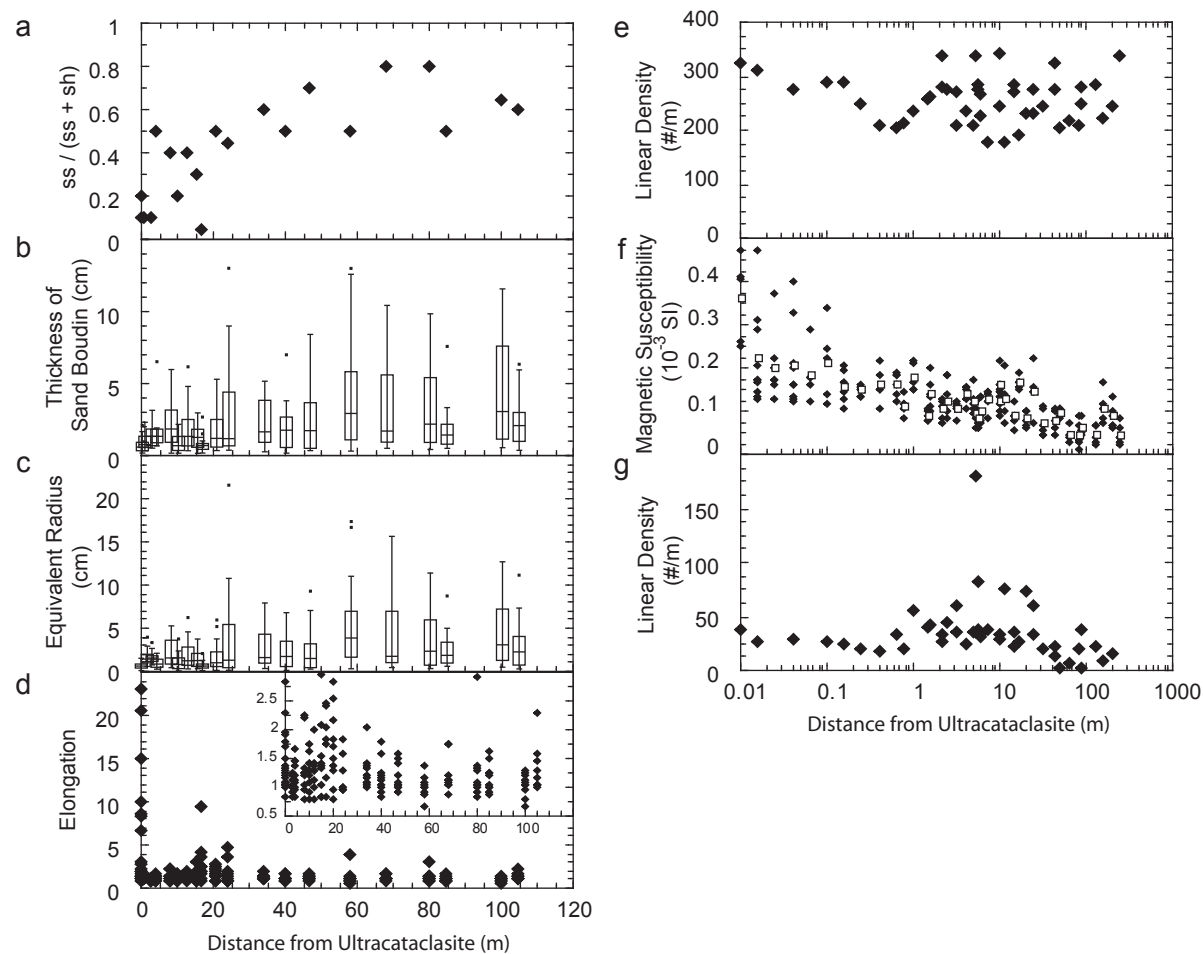 a
ss / (ss + sh)
1
0.8
0.6
0.4
0.2
0
b
Thickness of
Sand Boudin (cm)
10
5
0
c
Equivalent Radius
(cm)
20
15
10
5
0
d
Elongation
20
15
10
5
0
2.5
2
1.5
1
0.5
0 20 40 60 80 100
0 20 40 60 80 100 120
Distance from Ultracataclasite (m)
e
Linear Density
(#/m)
400
300
200
100
0
f
Magnetic Susceptibility
(10-3 SI)
0.4
0.3
0.2
0.1
0
g
Linear Density
(#/m)
150
100
50
0
0.01 0.1 1 10 100 1000
Distance from Ultracataclasite (m)